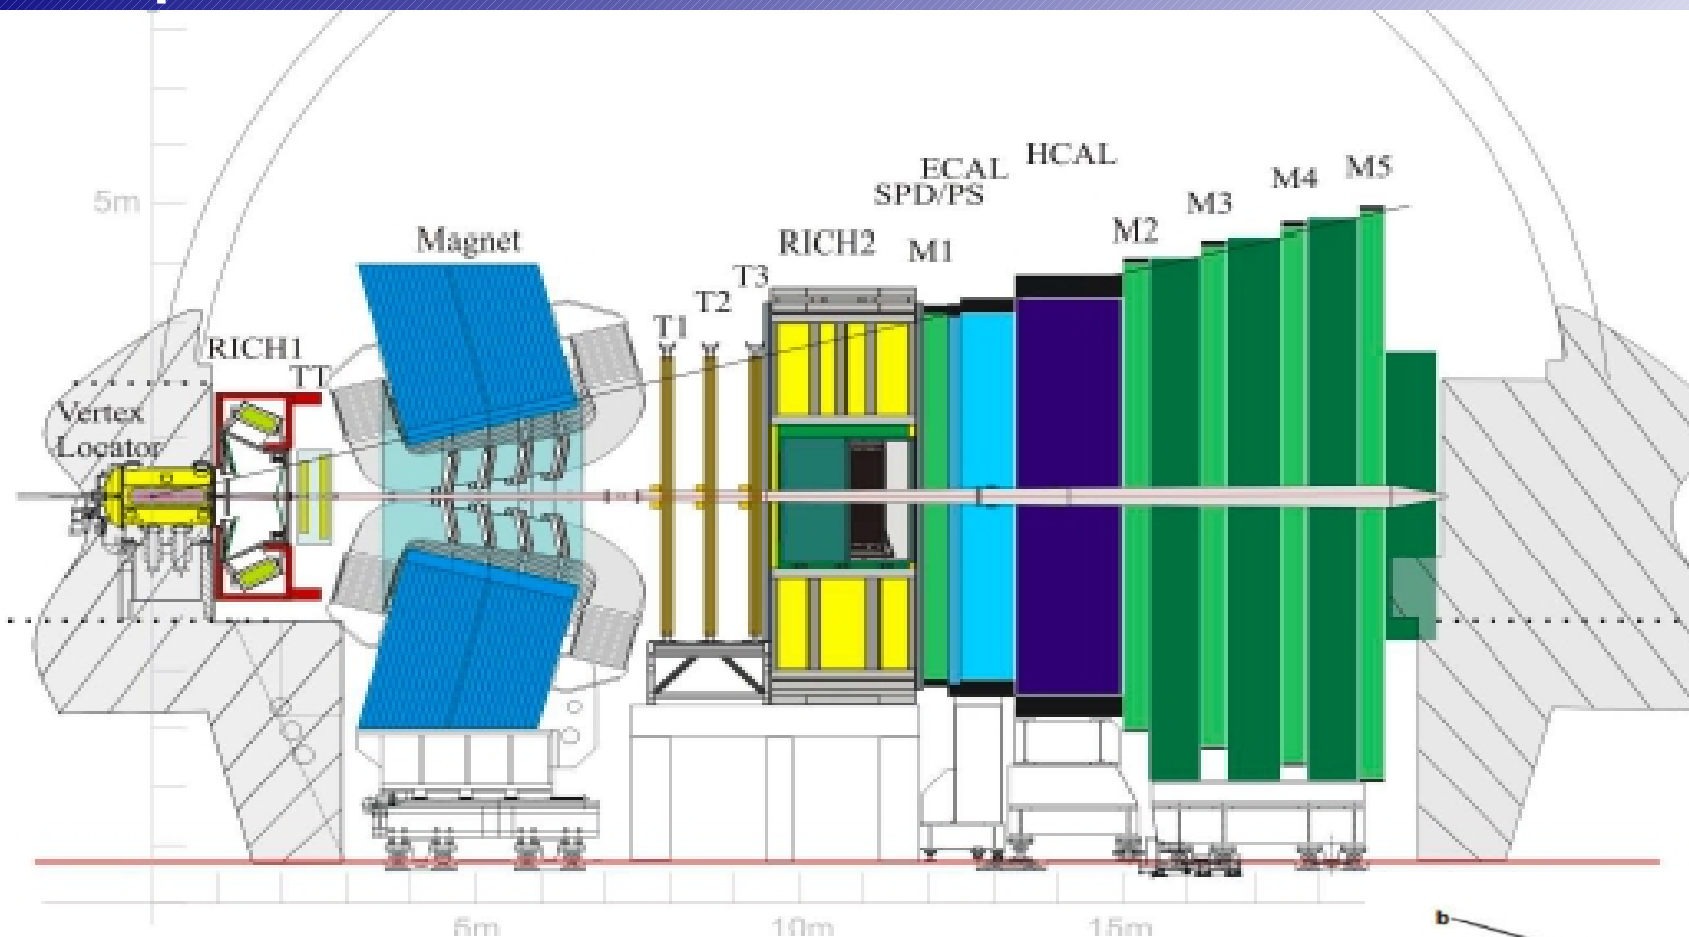 HCAL
ECAL
M5
M4
SPD/PS
M3
5m
M2
Magnet
RICH2
M1
T3
T2
T1
RICH1
TT
Vertex
Locator
b
5m
10m
15m